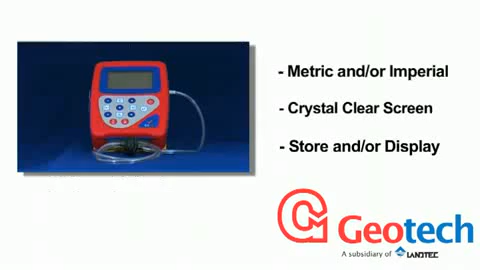 - Metric and/or Imperial
- Crystal Clear Screen
- Store and/or Display
Geotech
A subsidiary of LANDTEC